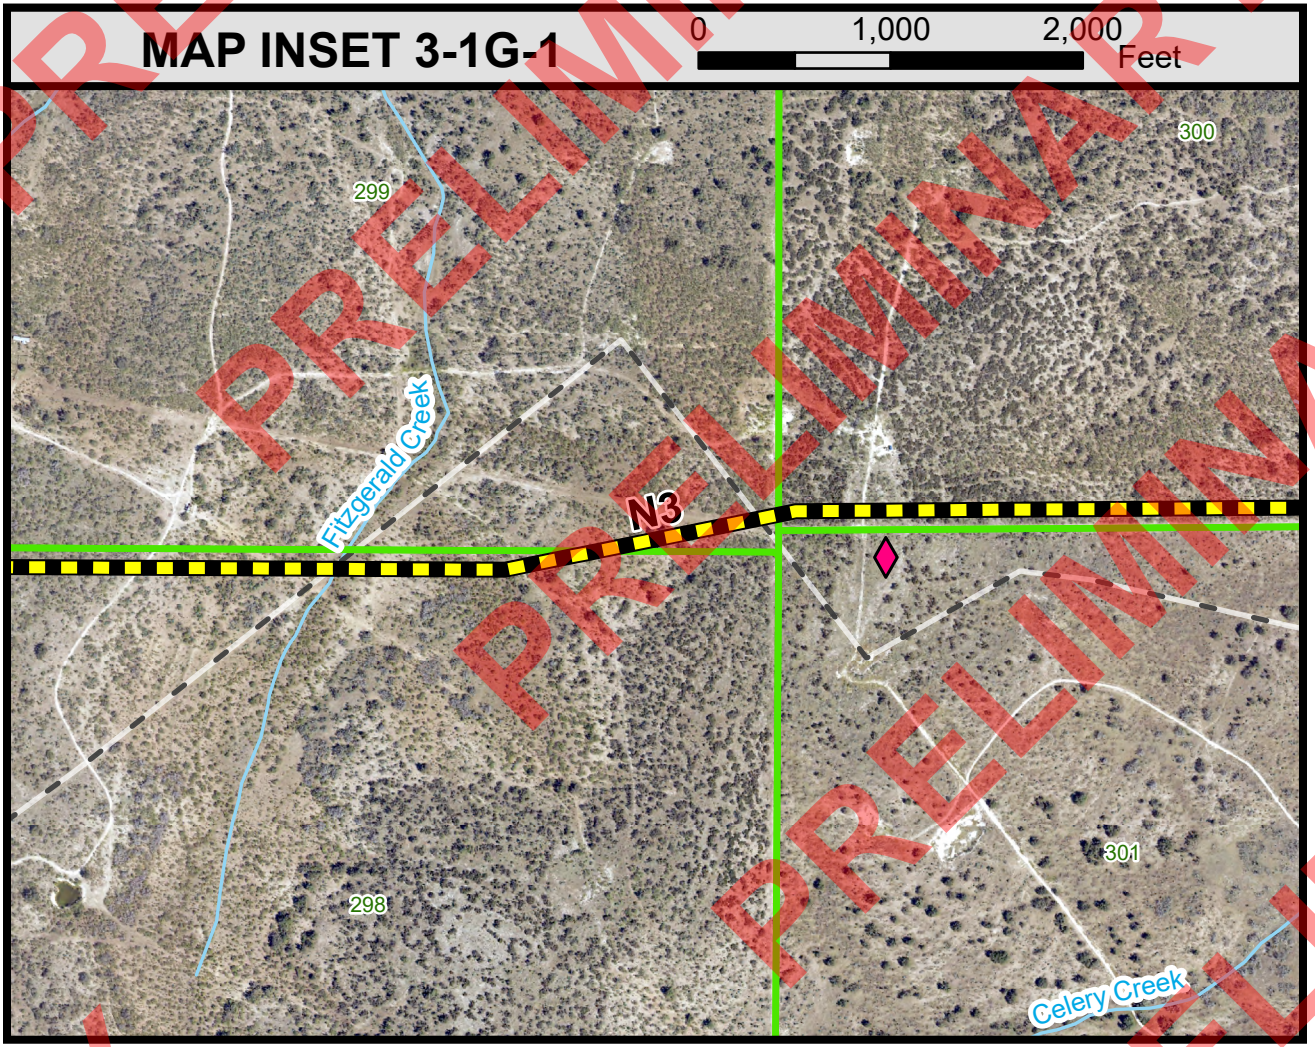 MAP INSET 3-1G-1
0 1,000 2,000
Feet
300
299
Fitzgerald Creek
N3
301
298
Celery Creek
PRELIMINARY
PRELIMINARY
PRELIMINARY